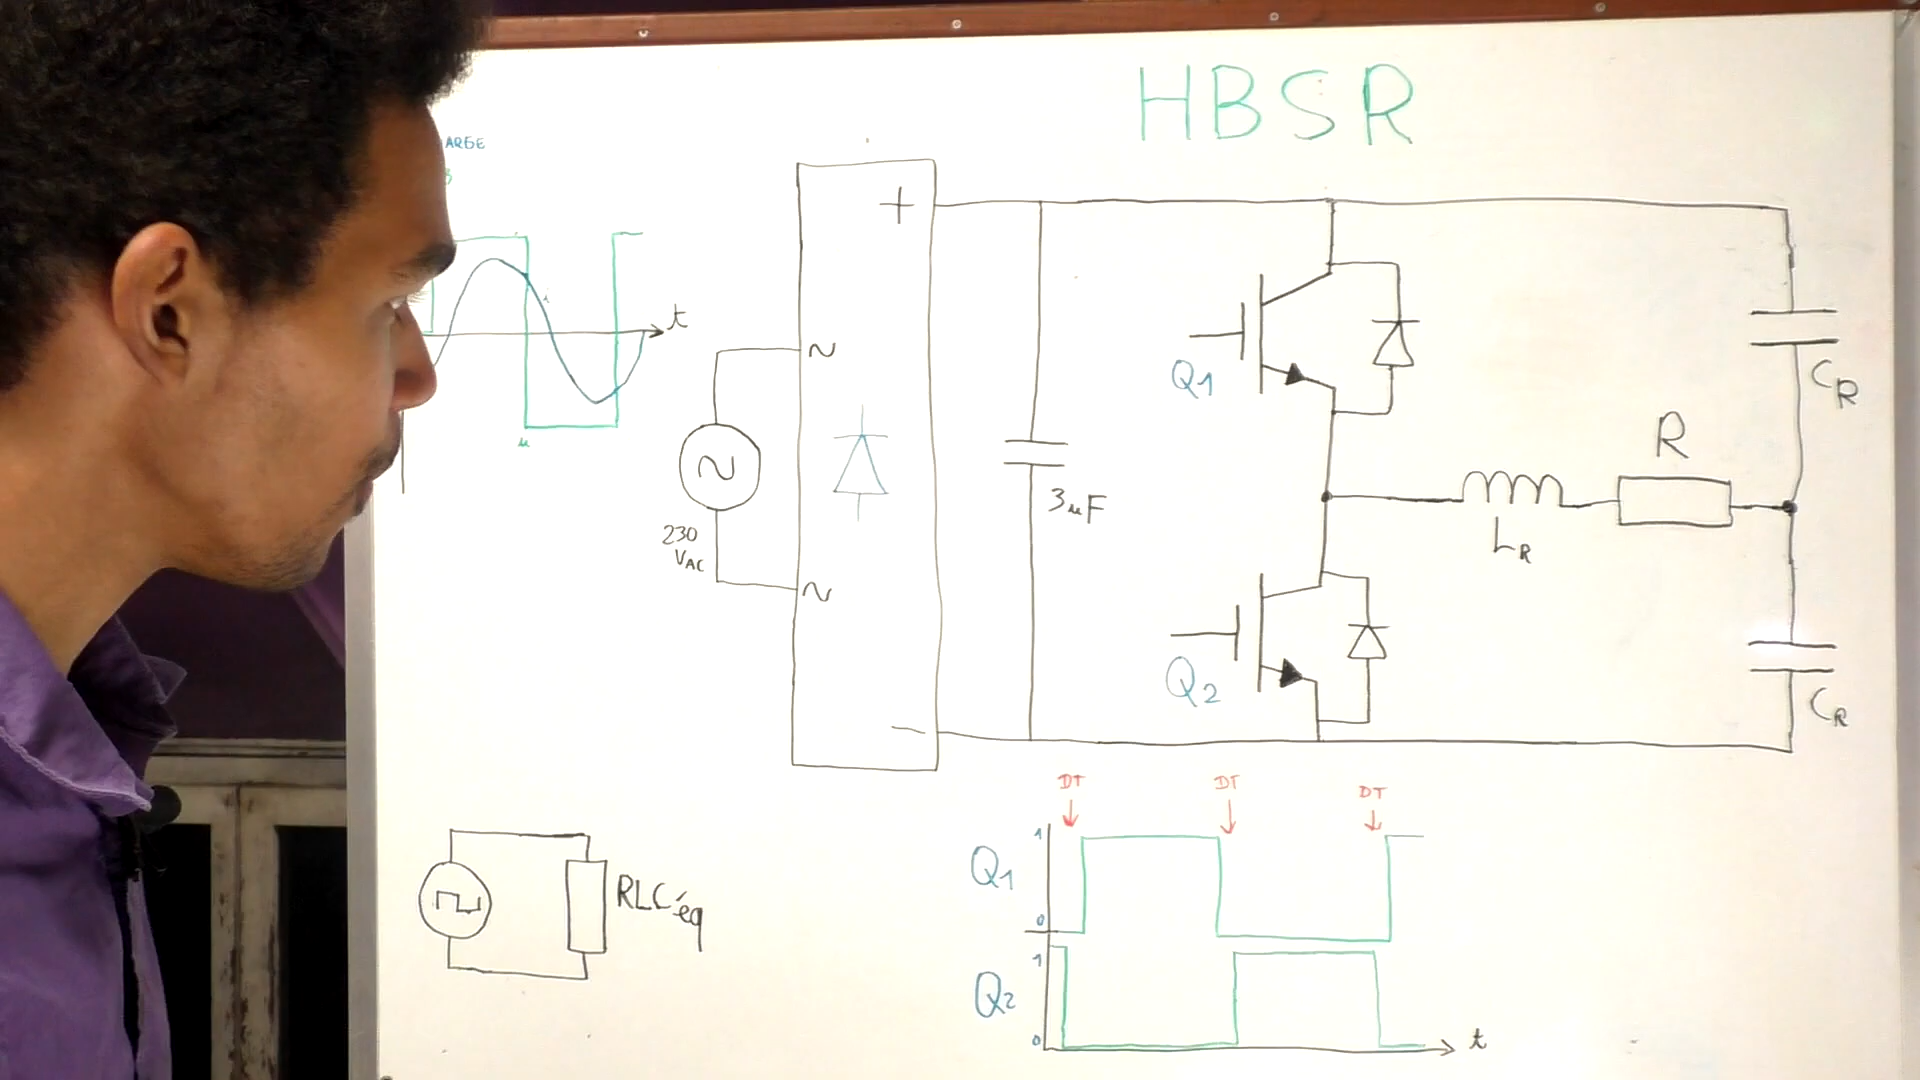 HBSR
ARGE
t
i
u
+
~
~
~
230
VAC
3µF
−
Q1
Q2
LR
R
CR
CR
RLCéq
DT
DT
DT
Q1
1
0
Q2
1
0
t